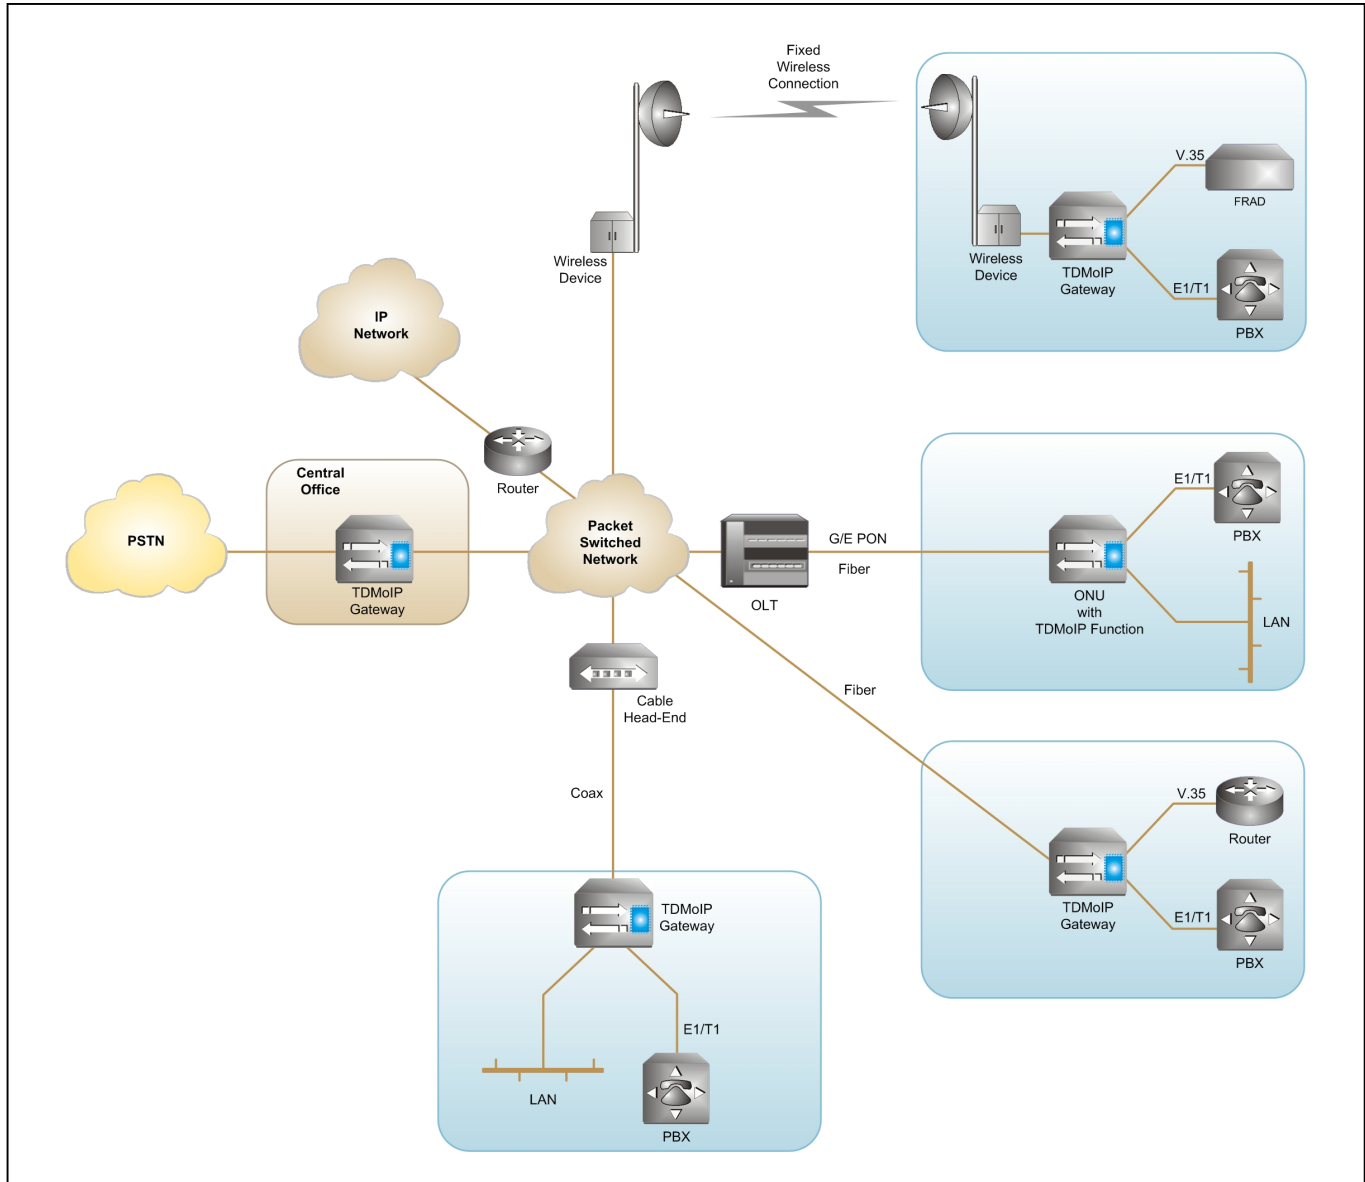 Fixed
Wireless
Connection
V.35
FRAD
Wireless
Device
Wireless
Device
TDMoIP
Gateway
E1/T1
PBX
IP
Network
Router
Central
Office
PSTN
TDMoIP
Gateway
Packet
Switched
Network
OLT
G/E PON
Fiber
E1/T1
PBX
ONU
with
TDMoIP Function
LAN
Cable
Head-End
Fiber
Coax
V.35
Router
TDMoIP
Gateway
E1/T1
PBX
TDMoIP
Gateway
E1/T1
LAN
PBX